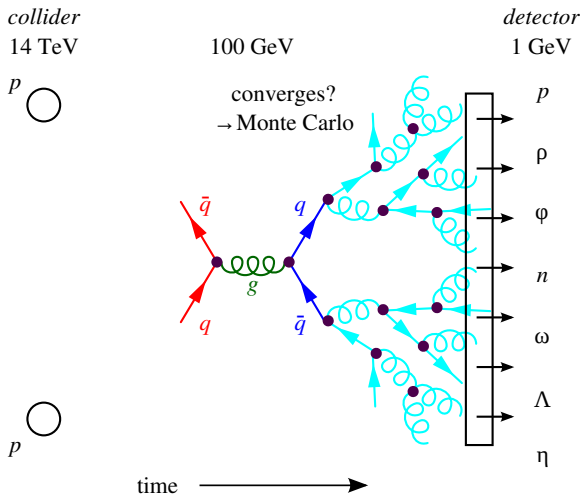 collider
detector
14 TeV
100 GeV
1 GeV
p
converges?
→ Monte Carlo
p
ρ
q̄
q
φ
g
n
q
q̄
ω
Λ
p
η
time